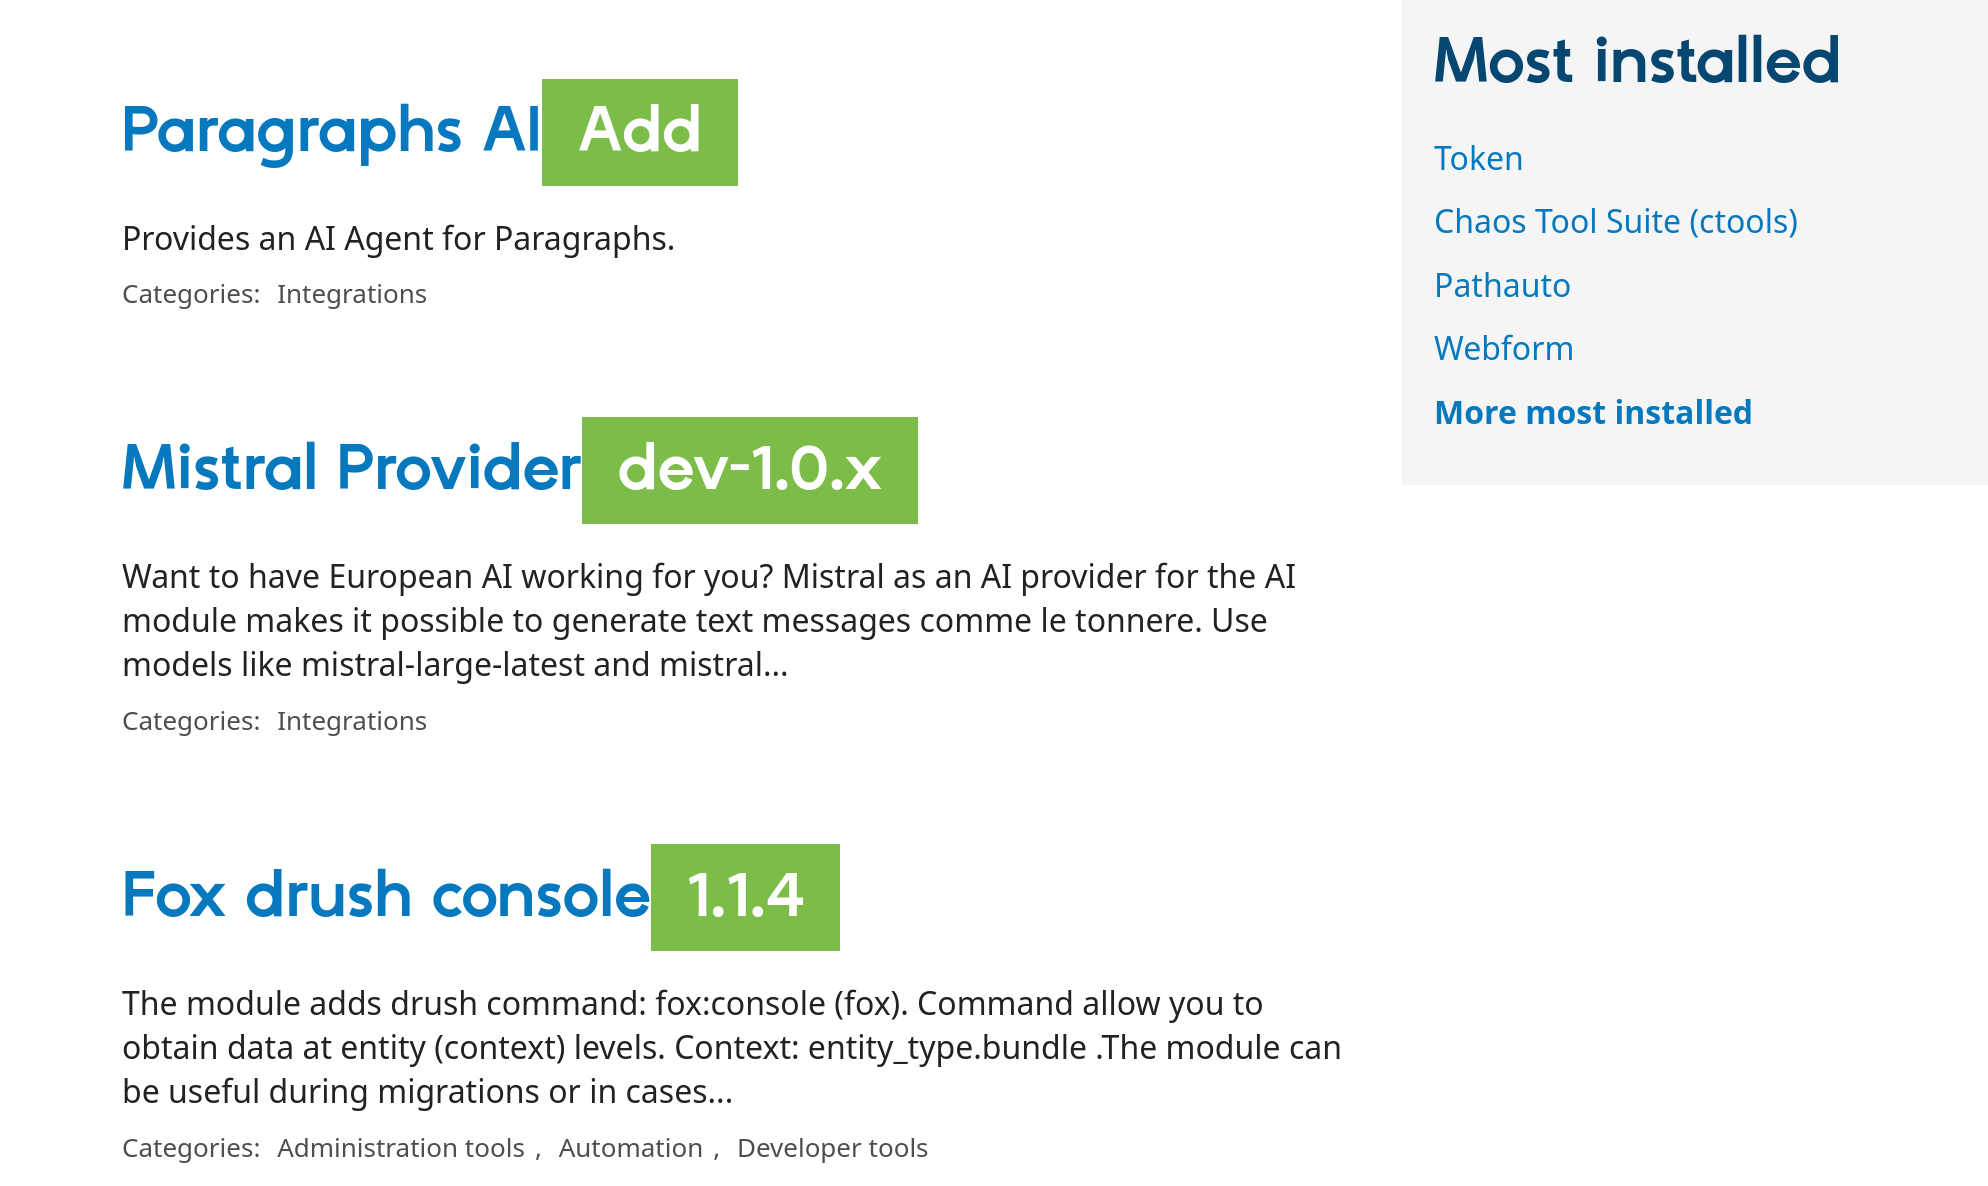 Paragraphs AI Add
Provides an AI Agent for Paragraphs.
Categories: Integrations
Mistral Provider dev-1.0.x
Want to have European AI working for you? Mistral as an AI provider for the AI
module makes it possible to generate text messages comme le tonnere. Use
models like mistral-large-latest and mistral...
Categories: Integrations
Fox drush console 1.1.4
The module adds drush command: fox:console (fox). Command allow you to
obtain data at entity (context) levels. Context: entity_type.bundle .The module can
be useful during migrations or in cases...
Categories: Administration tools , Automation , Developer tools
Most installed
Token
Chaos Tool Suite (ctools)
Pathauto
Webform
More most installed